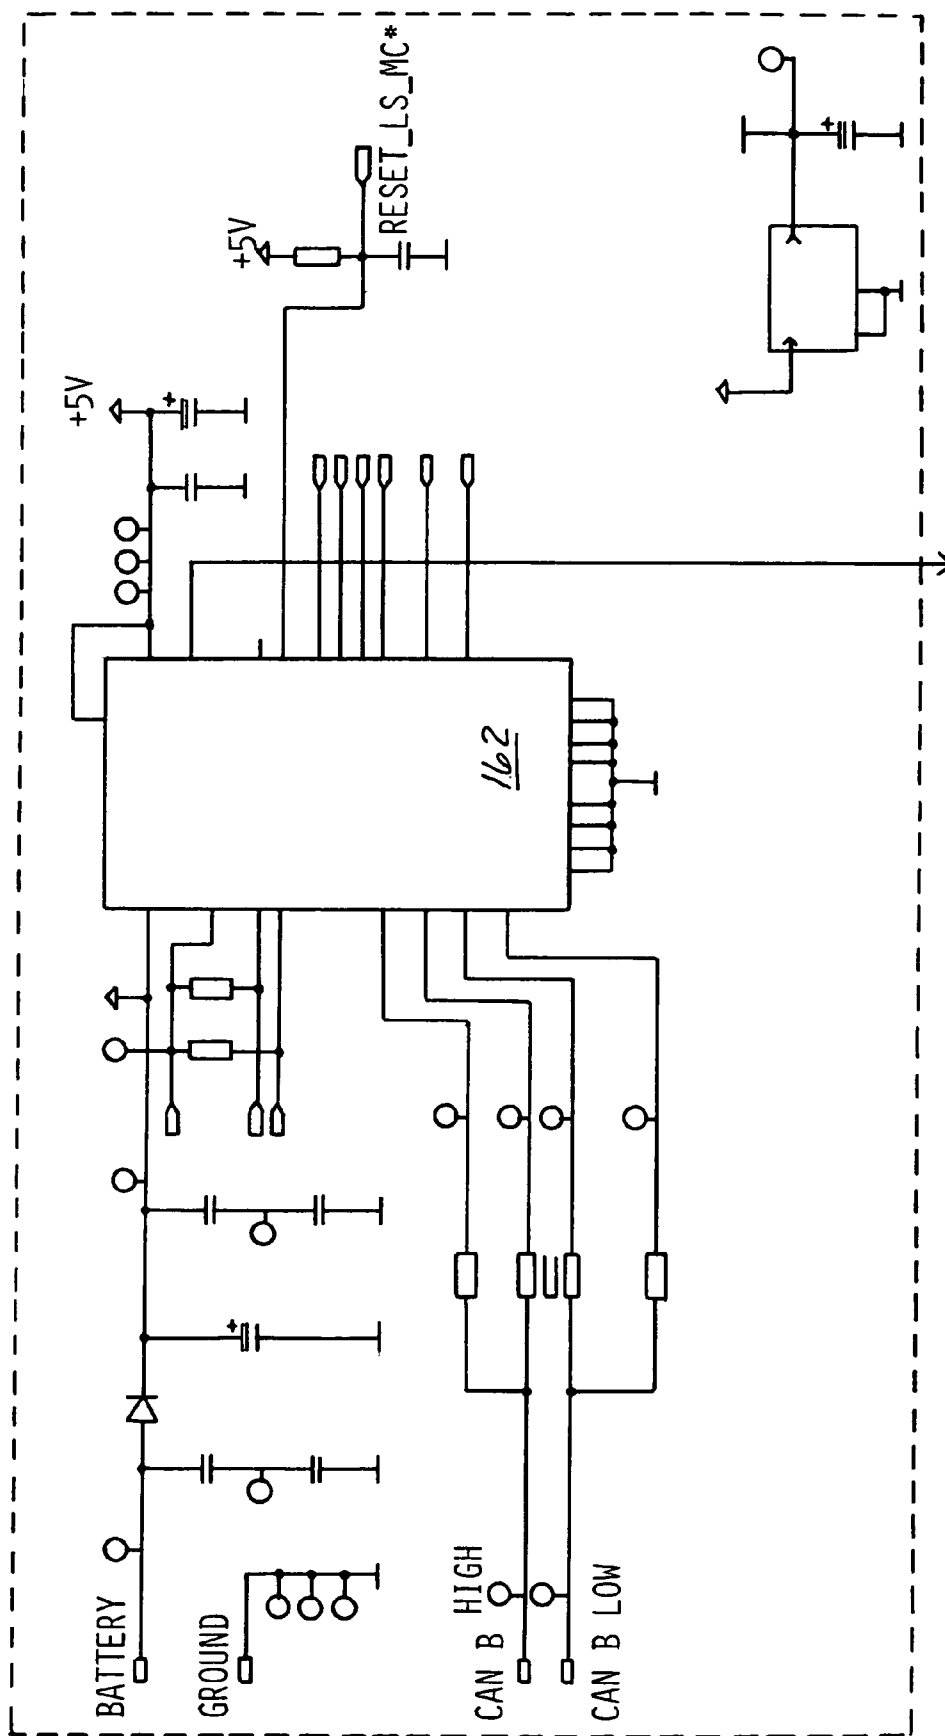 BATTERY
GROUND
CAN B HIGH
CAN B LOW
+
162
+5V
+
+5V
RESET_LS_MC*
+